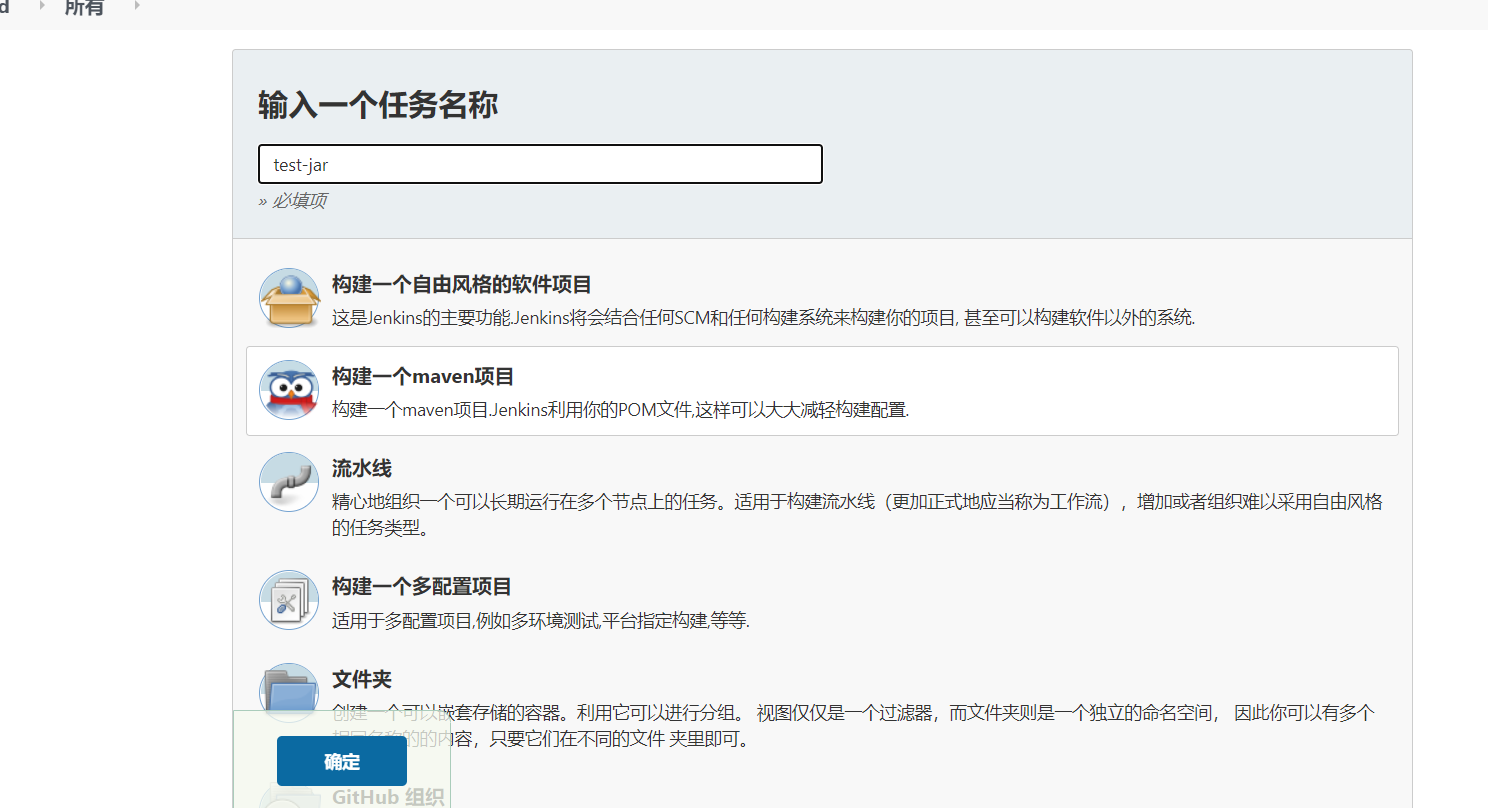 d
所有
输入一个任务名称
test-jar
» 必填项
构建一个自由风格的软件项目
这是Jenkins的主要功能.Jenkins将会结合任何SCM和任何构建系统来构建你的项目, 甚至可以构建软件以外的系统.
构建一个maven项目
构建一个maven项目.Jenkins利用你的POM文件,这样可以大大减轻构建配置.
流水线
精心地组织一个可以长期运行在多个节点上的任务。适用于构建流水线（更加正式地应当称为工作流），增加或者组织难以采用自由风格
的任务类型。
构建一个多配置项目
适用于多配置项目,例如多环境测试,平台指定构建,等等.
文件夹
创建一个可以嵌套存储的容器。利用它可以进行分组。 视图仅仅是一个过滤器，而文件夹则是一个独立的命名空间， 因此你可以有多个
相同名称的的内容，只要它们在不同的文件 夹里即可。
确定
GitHub 组织